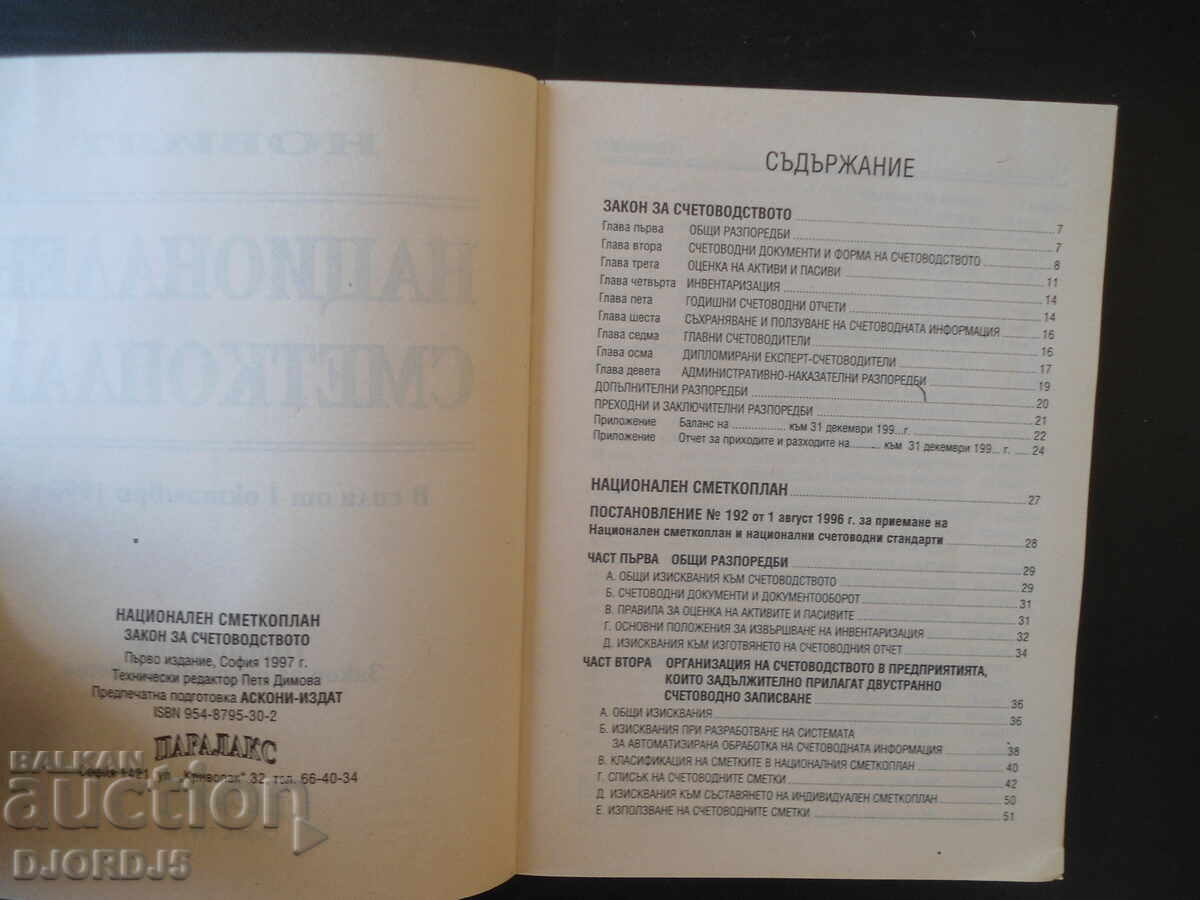 НАЦИОНАЛЕН СМЕТКОПЛАН
ЗАКОН ЗА СЧЕТОВОДСТВОТО
Първо издание, София 1997 г.
Технически редактор Петя Димова
Предпечатна подготовка АСКОНИ-ИЗДАТ
ISBN 954-8795-30-2
ПАРАЛАКС
София 1421, ул. „Криволак" 32, тел. 66-40-34
BALKAN
auction
DJORDJ5
СЪДЪРЖАНИЕ
ЗАКОН ЗА СЧЕТОВОДСТВОТО 7
Глава първа ОБЩИ РАЗПОРЕДБИ 7
Глава втора СЧЕТОВОДНИ ДОКУМЕНТИ И ФОРМА НА СЧЕТОВОДСТВОТО 8
Глава трета ОЦЕНКА НА АКТИВИ И ПАСИВИ 11
Глава четвърта ИНВЕНТАРИЗАЦИЯ 14
Глава пета ГОДИШНИ СЧЕТОВОДНИ ОТЧЕТИ 14
Глава шеста СЪХРАНЯВАНЕ И ПОЛЗУВАНЕ НА СЧЕТОВОДНАТА ИНФОРМАЦИЯ 16
Глава седма ГЛАВНИ СЧЕТОВОДИТЕЛИ 16
Глава осма ДИПЛОМИРАНИ ЕКСПЕРТ-СЧЕТОВОДИТЕЛИ 17
Глава девета АДМИНИСТРАТИВНО-НАКАЗАТЕЛНИ РАЗПОРЕДБИ 19
ДОПЪЛНИТЕЛНИ РАЗПОРЕДБИ 20
ПРЕХОДНИ И ЗАКЛЮЧИТЕЛНИ РАЗПОРЕДБИ 21
Приложение Баланс на ................. към 31 декември 199...г. 22
Приложение Отчет за приходите и разходите на.......... към 31 декември 199... г. 24
НАЦИОНАЛЕН СМЕТКОПЛАН 27
ПОСТАНОВЛЕНИЕ № 192 от 1 август 1996 г. за приемане на
Национален сметкоплан и национални счетоводни стандарти 28
ЧАСТ ПЪРВА ОБЩИ РАЗПОРЕДБИ 29
А. ОБЩИ ИЗИСКВАНИЯ КЪМ СЧЕТОВОДСТВОТО 29
Б. СЧЕТОВОДНИ ДОКУМЕНТИ И ДОКУМЕНТООБОРОТ 31
В. ПРАВИЛА ЗА ОЦЕНКА НА АКТИВИТЕ И ПАСИВИТЕ 31
Г. ОСНОВНИ ПОЛОЖЕНИЯ ЗА ИЗВЪРШВАНЕ НА ИНВЕНТАРИЗАЦИЯ 32
Д. ИЗИСКВАНИЯ КЪМ ИЗГОТВЯНЕТО НА СЧЕТОВОДНИЯ ОТЧЕТ 34
ЧАСТ ВТОРА ОРГАНИЗАЦИЯ НА СЧЕТОВОДСТВОТО В ПРЕДПРИЯТИЯТА,
КОИТО ЗАДЪЛЖИТЕЛНО ПРИЛАГАТ ДВУСТРАННО
СЧЕТОВОДНО ЗАПИСВАНЕ 36
А. ОБЩИ ИЗИСКВАНИЯ 36
Б. ИЗИСКВАНИЯ ПРИ РАЗРАБОТВАНЕ НА СИСТЕМАТА
ЗА АВТОМАТИЗИРАНА ОБРАБОТКА НА СЧЕТОВОДНАТА ИНФОРМАЦИЯ 38
В. КЛАСИФИКАЦИЯ НА СМЕТКИТЕ В НАЦИОНАЛНИЯ СМЕТКОПЛАН 40
Г. СПИСЪК НА СЧЕТОВОДНИТЕ СМЕТКИ 42
Д. ИЗИСКВАНИЯ КЪМ СЪСТАВЯНЕТО НА ИНДИВИДУАЛЕН СМЕТКОПЛАН 50
Е. ИЗПОЛЗВАНЕ НА СЧЕТОВОДНИТЕ СМЕТКИ 51